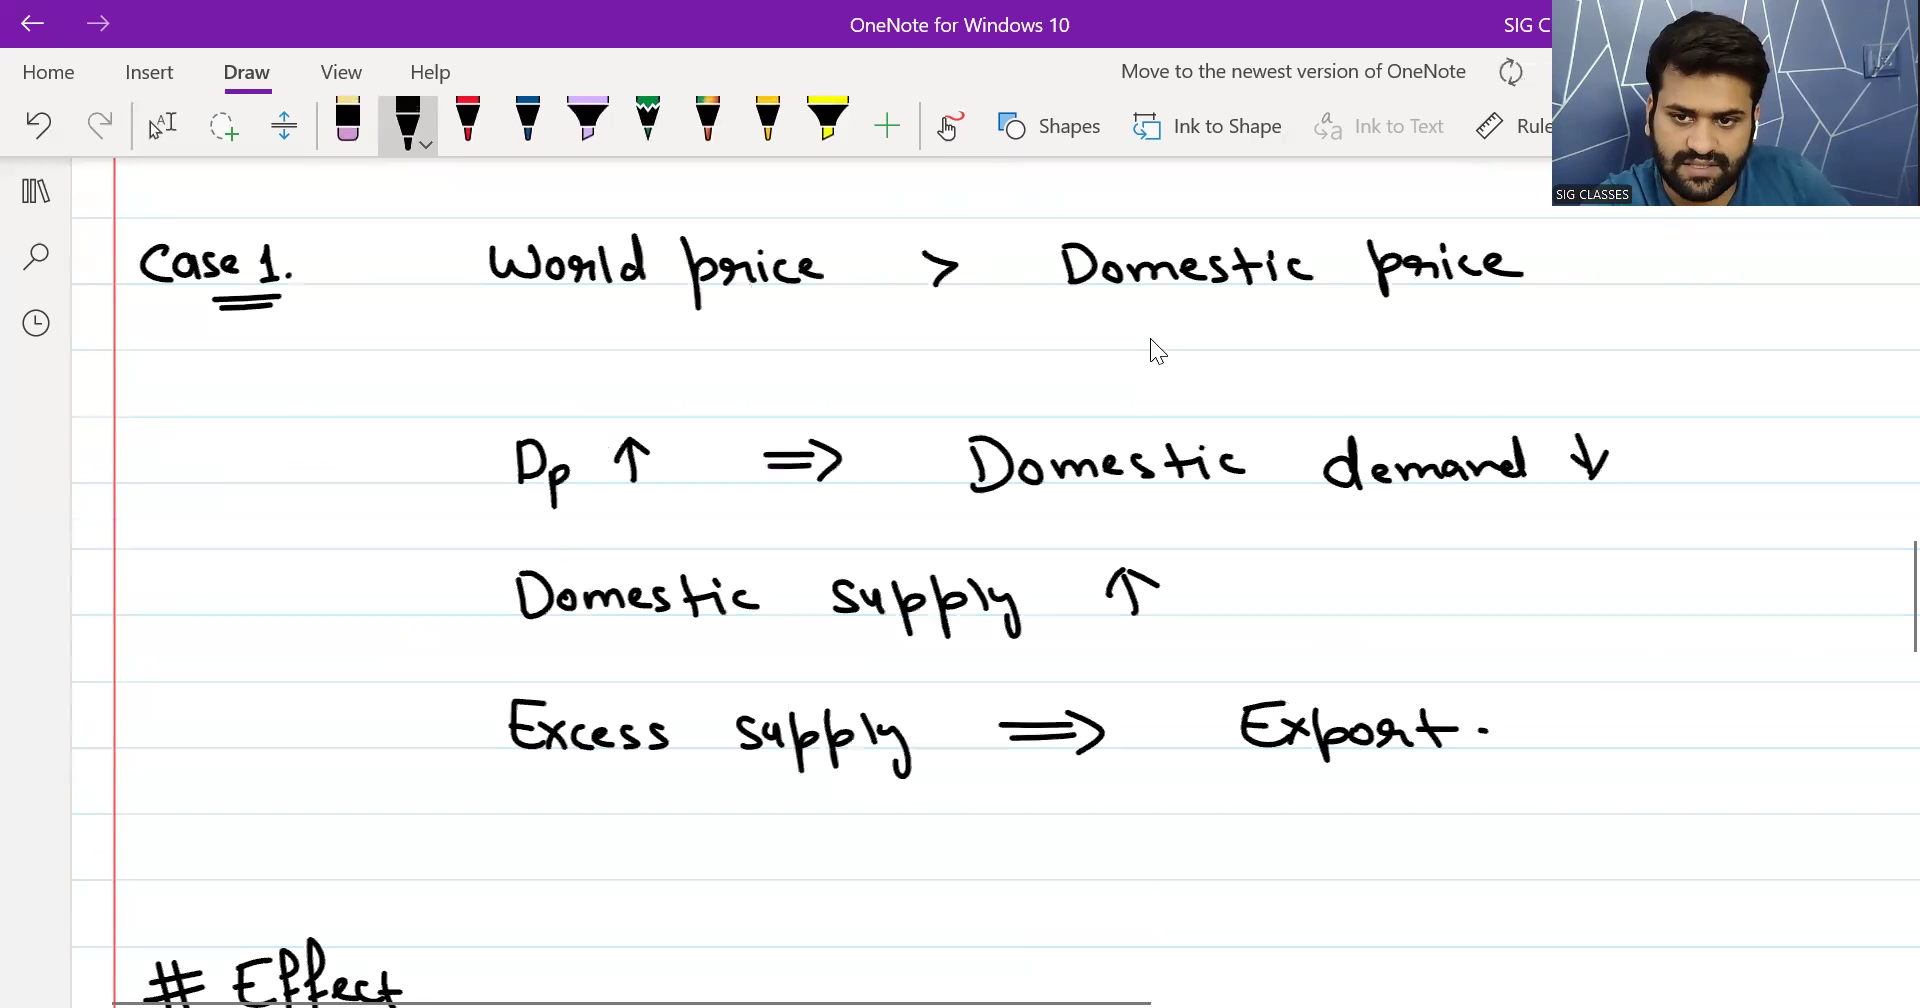 OneNote for Windows 10
SIG C
Home Insert Draw View Help
Move to the newest version of OneNote
Shapes Ink to Shape Ink to Text Rule
SIG CLASSES
Case 1. World price > Domestic price
Dp ↑ ⇒ Domestic demand ↓
Domestic supply ↑
Excess supply ⇒ Export.
# Effect